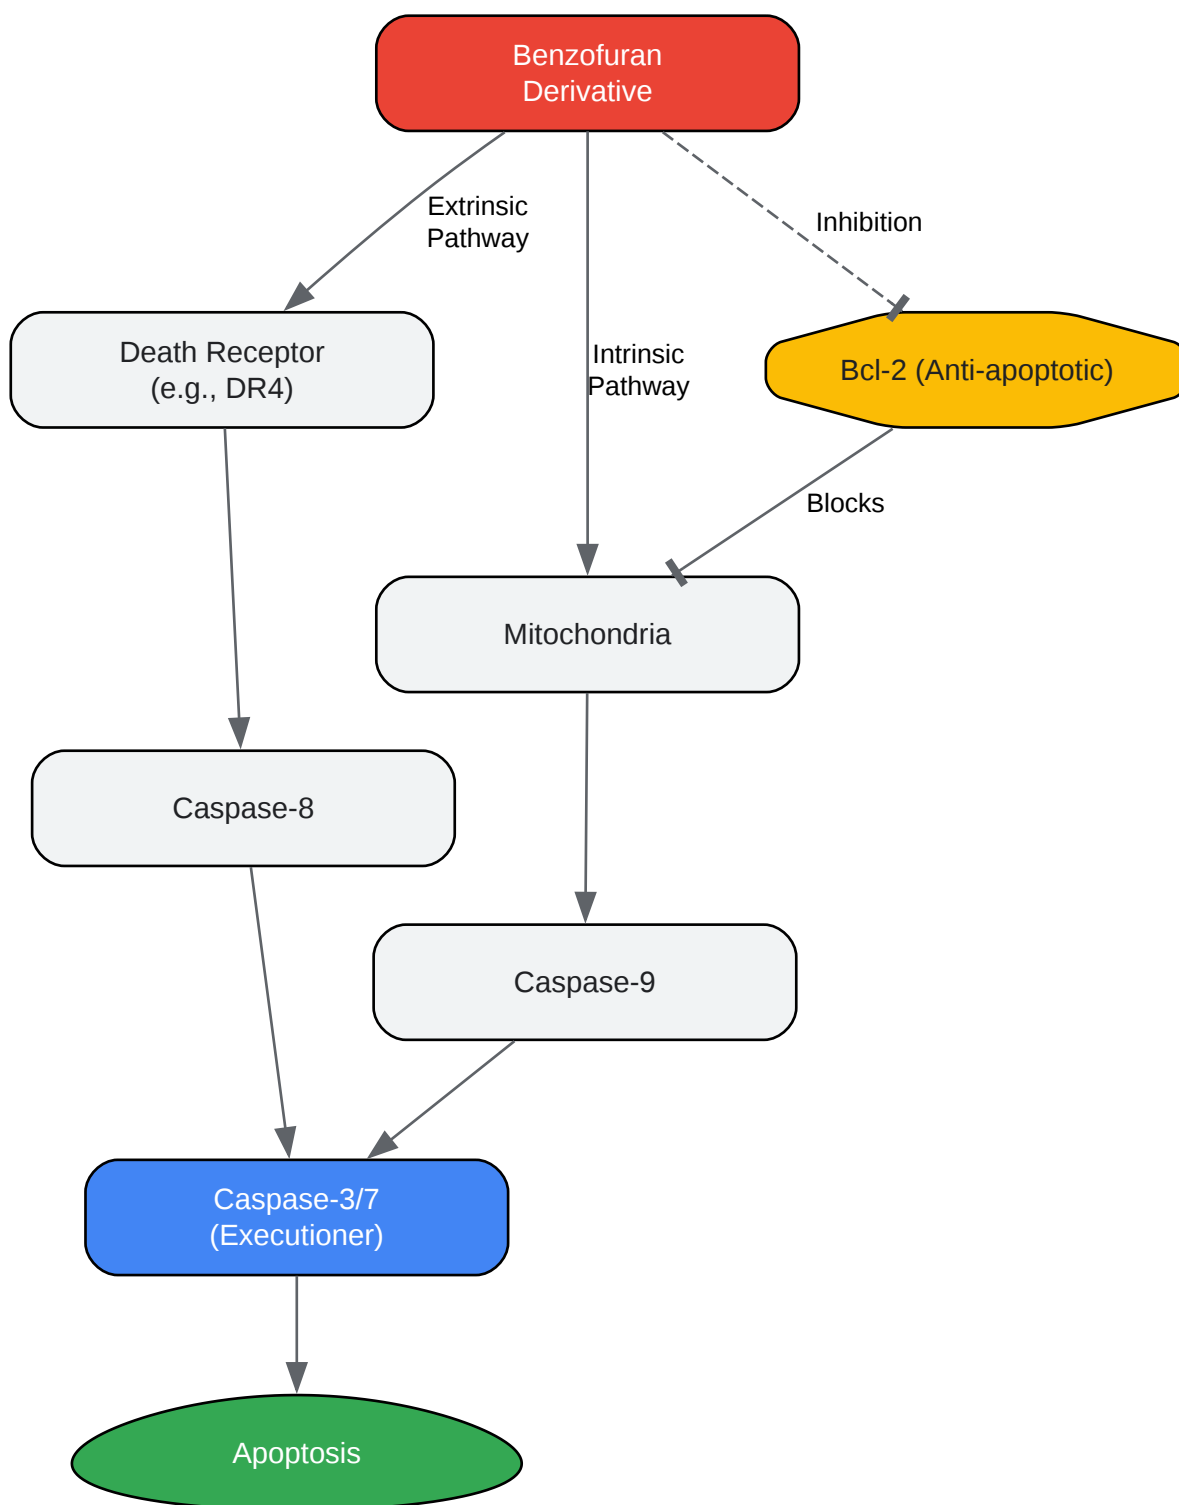 Benzofuran
Derivative
Extrinsic
Pathway
Inhibition
Death Receptor
(e.g., DR4)
Intrinsic
Pathway
Bcl-2 (Anti-apoptotic)
Blocks
Mitochondria
Caspase-8
Caspase-9
Caspase-3/7
(Executioner)
Apoptosis